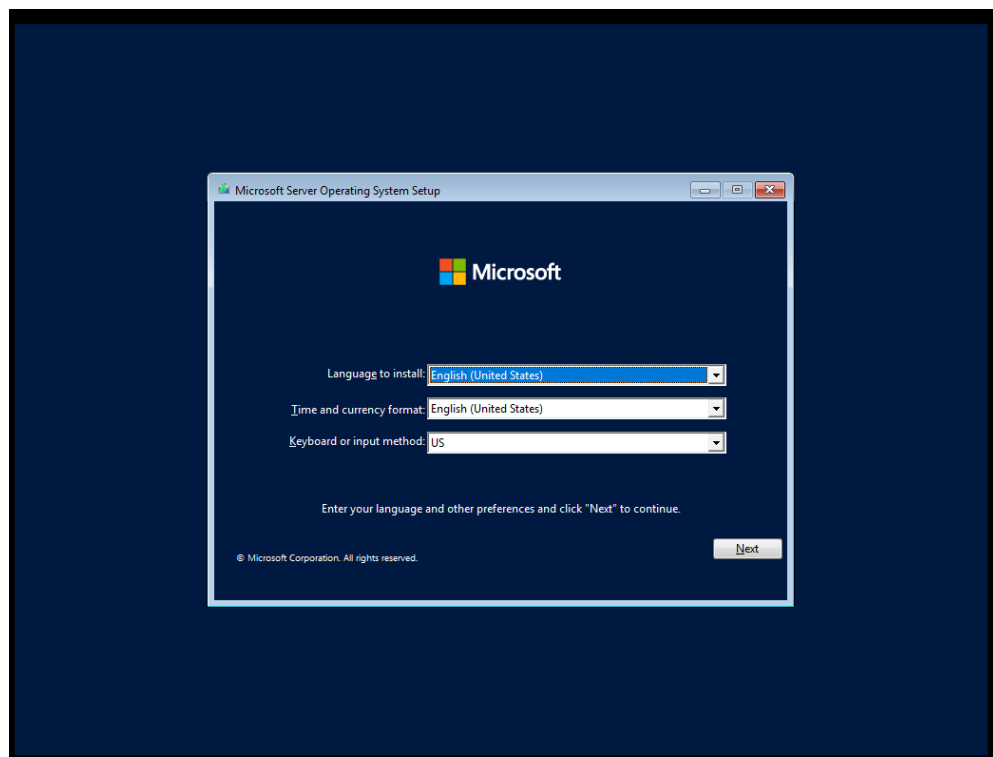 Microsoft Server Operating System Setup
Microsoft
Language to install: English (United States)
Time and currency format: English (United States)
Keyboard or input method: US
Enter your language and other preferences and click "Next" to continue.
Next
© Microsoft Corporation. All rights reserved.